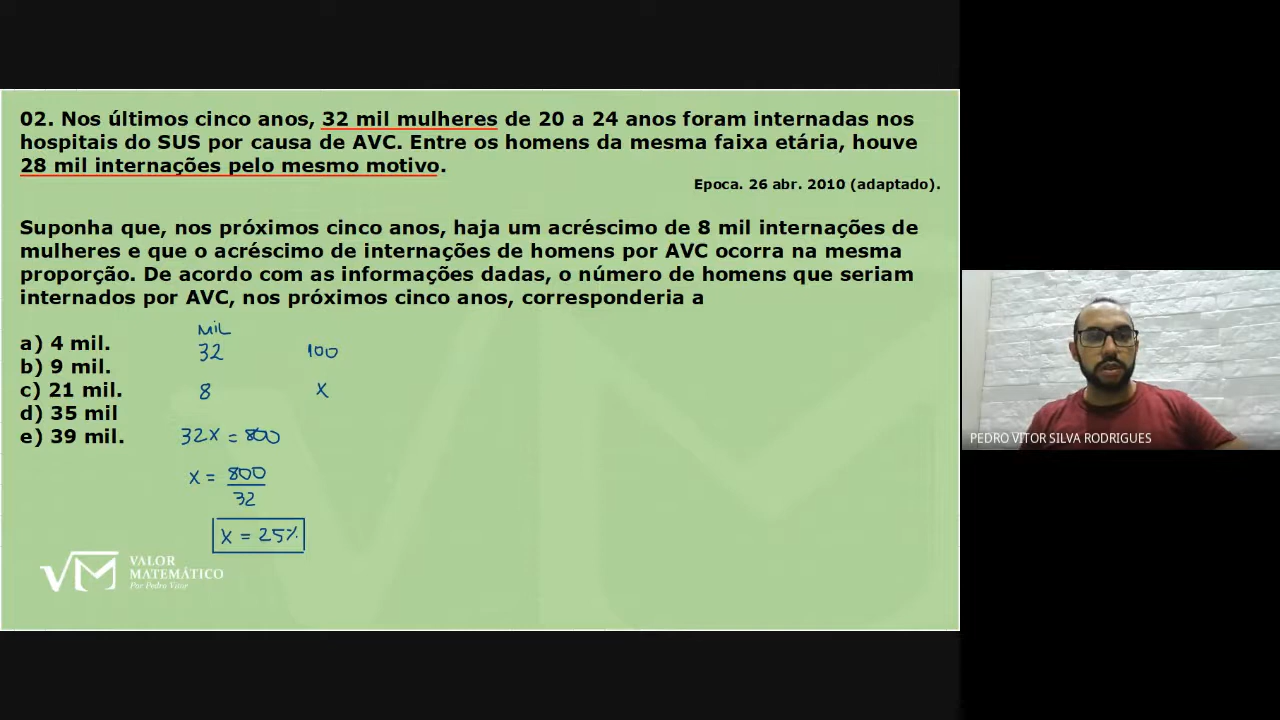 02. Nos últimos cinco anos, 32 mil mulheres de 20 a 24 anos foram internadas nos
hospitais do SUS por causa de AVC. Entre os homens da mesma faixa etária, houve
28 mil internações pelo mesmo motivo.
Epoca. 26 abr. 2010 (adaptado).
Suponha que, nos próximos cinco anos, haja um acréscimo de 8 mil internações de
mulheres e que o acréscimo de internações de homens por AVC ocorra na mesma
proporção. De acordo com as informações dadas, o número de homens que seriam
internados por AVC, nos próximos cinco anos, corresponderia a
a) 4 mil.
b) 9 mil.
c) 21 mil.
d) 35 mil
e) 39 mil.
MIL
32 100
8 X
32X = 800
X = 800/32
X = 25%
VALOR
MATEMÁTICO
Por Pedro Vitor
PEDRO VITOR SILVA RODRIGUES